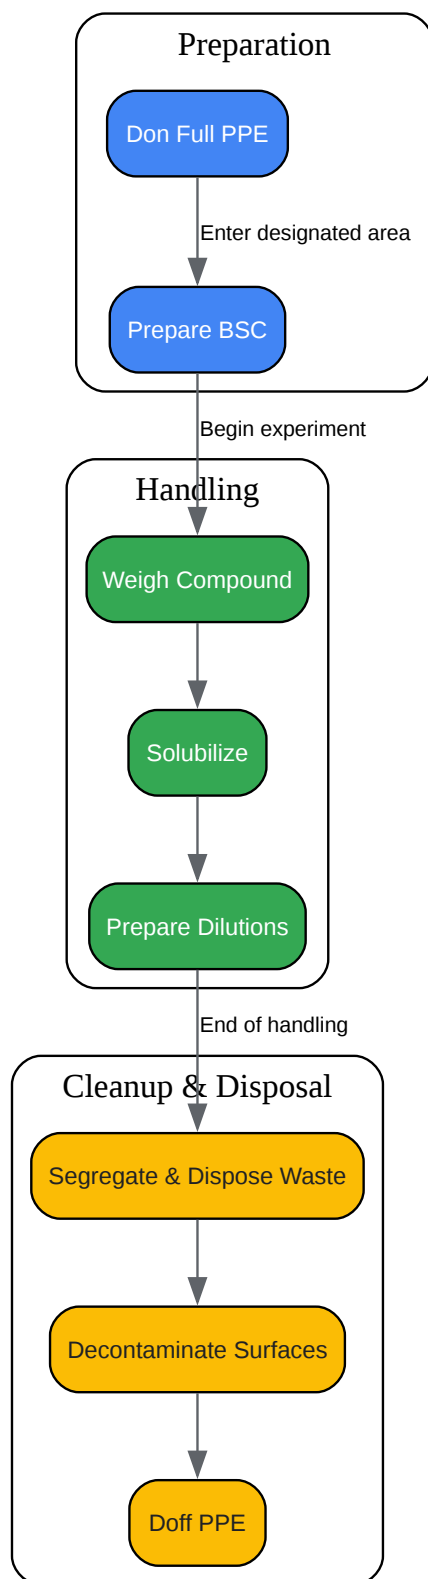 Preparation
Don Full PPE
Enter designated area
Prepare BSC
Begin experiment
Handling
Weigh Compound
Solubilize
Prepare Dilutions
End of handling
Cleanup & Disposal
Segregate & Dispose Waste
Decontaminate Surfaces
Doff PPE